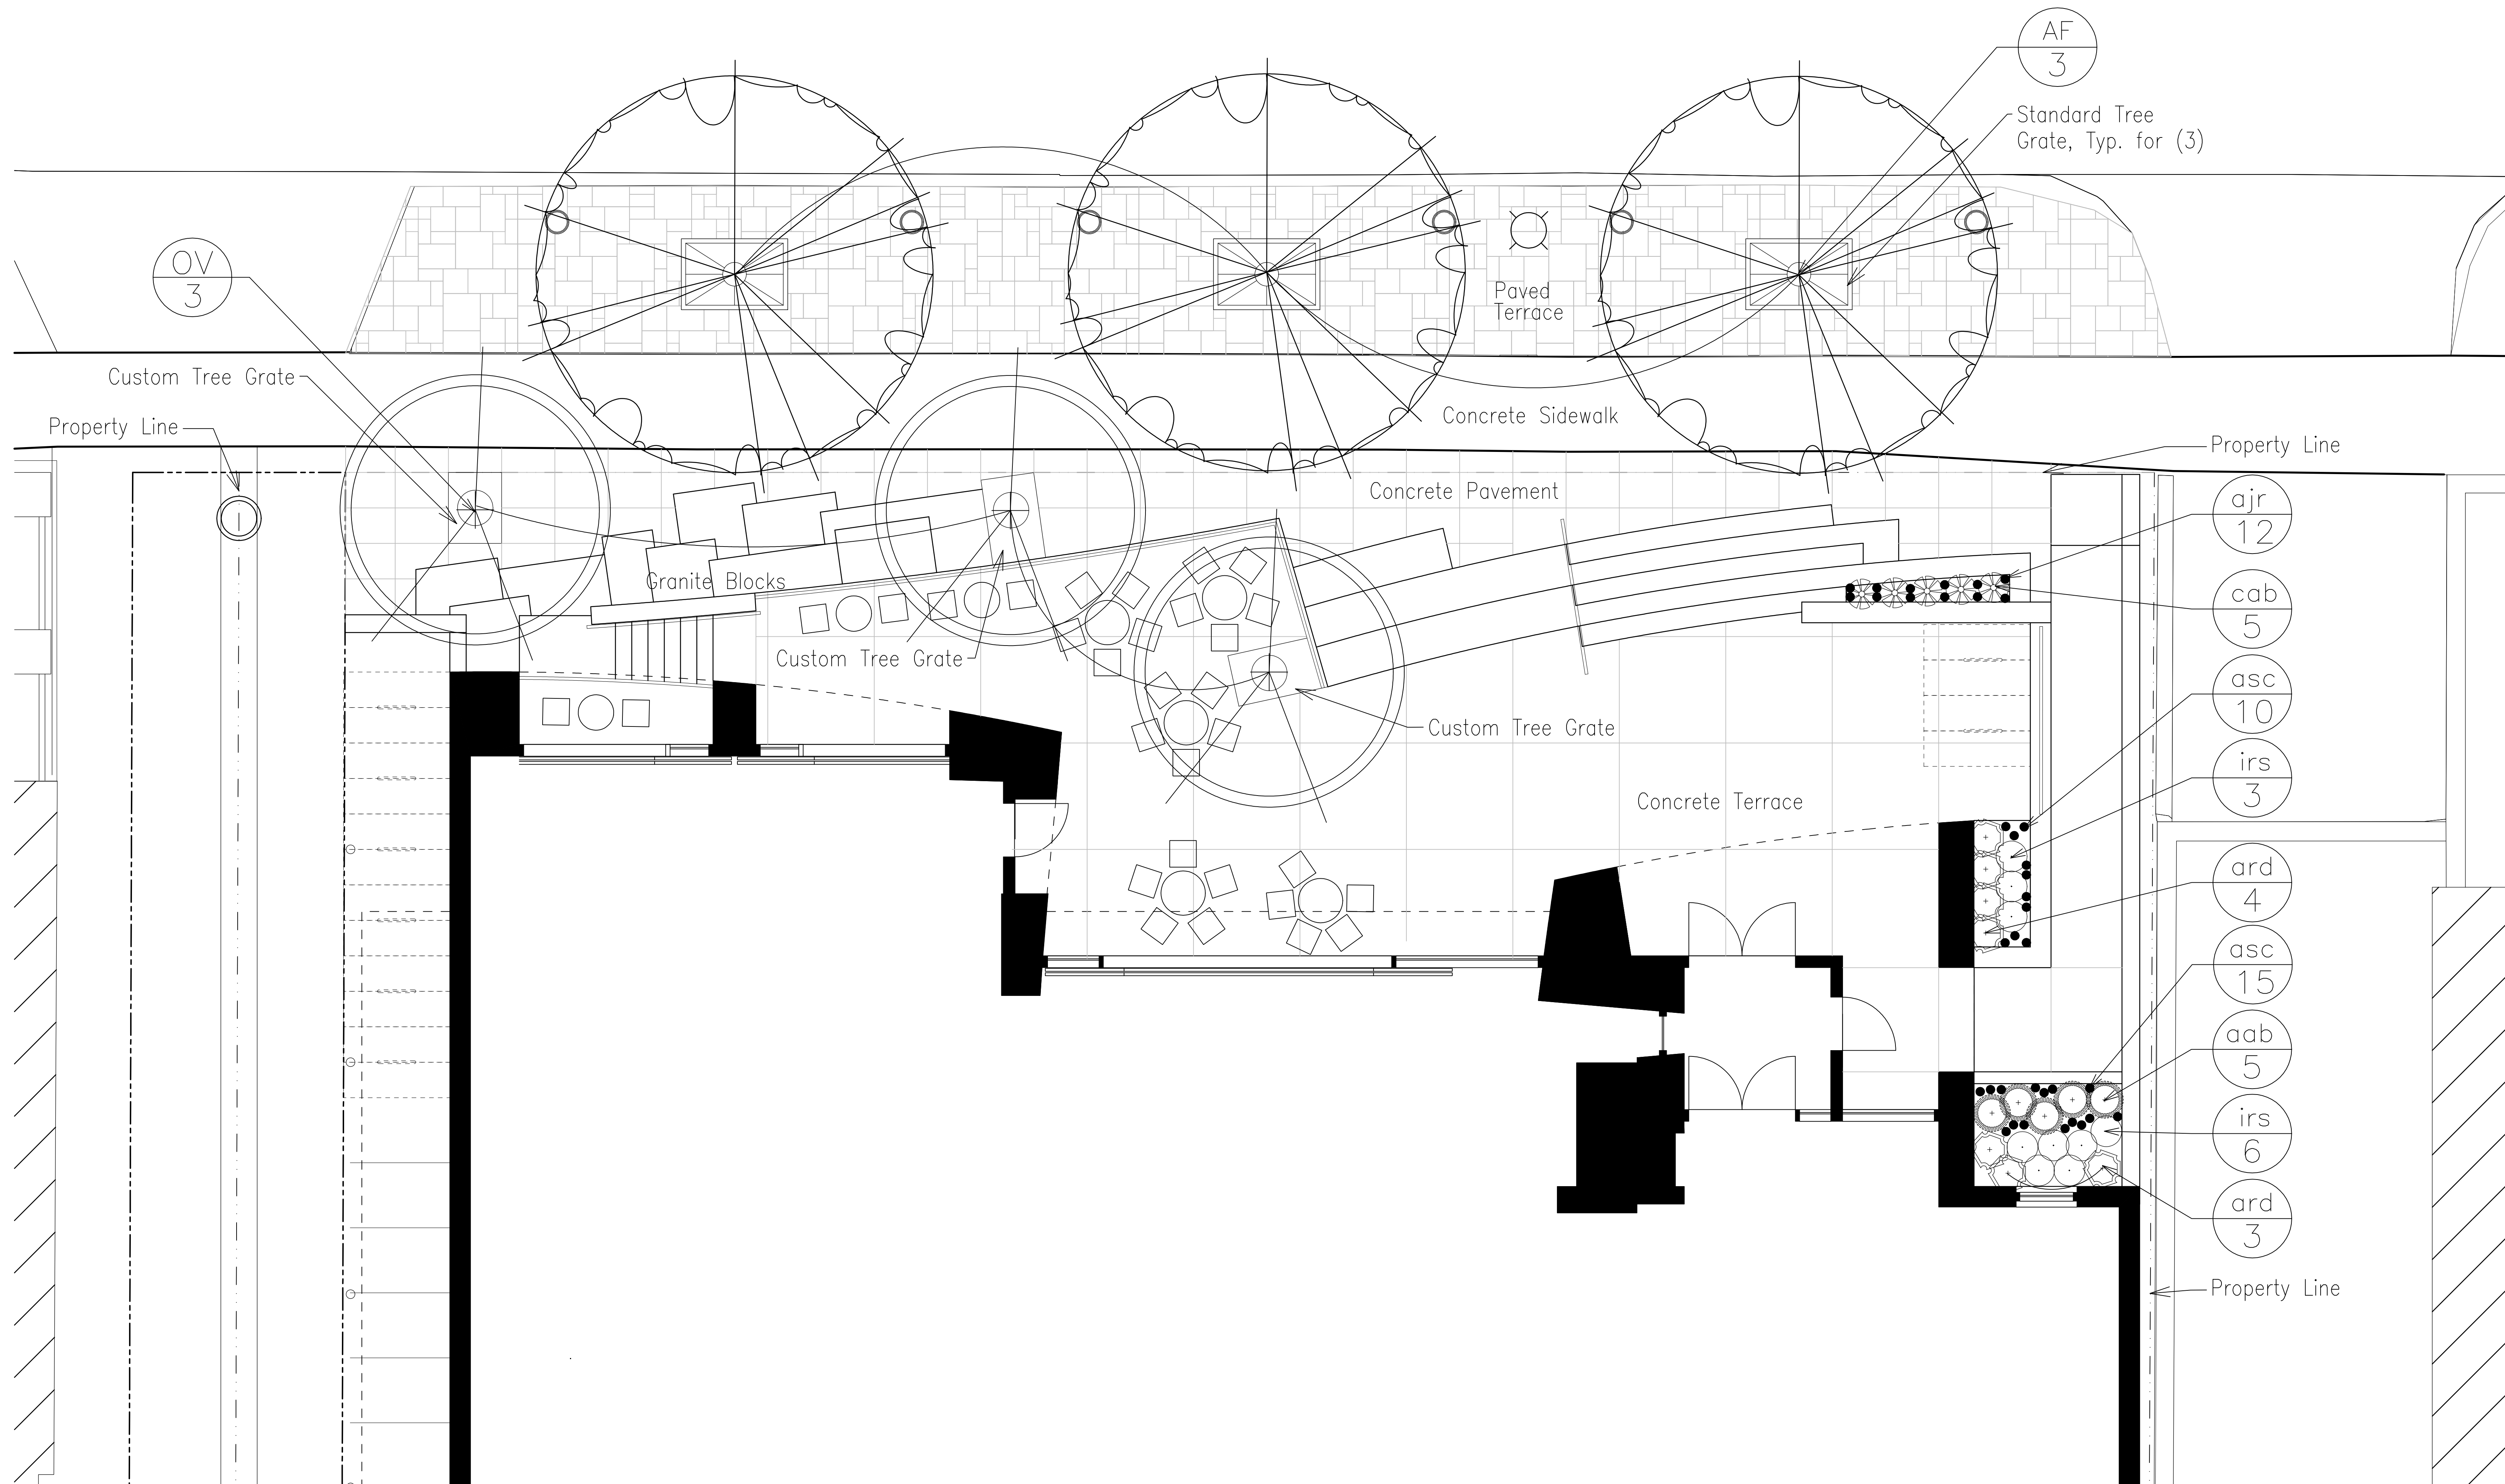 AF
3
Standard Tree
Grate, Typ. for (3)
OV
3
Paved
Terrace
Custom Tree Grate
Property Line
Concrete Sidewalk
Property Line
Concrete Pavement
ajr
12
Granite Blocks
cab
5
Custom Tree Grate
asc
10
Custom Tree Grate
irs
3
Concrete Terrace
ard
4
asc
15
aab
5
irs
6
ard
3
Property Line